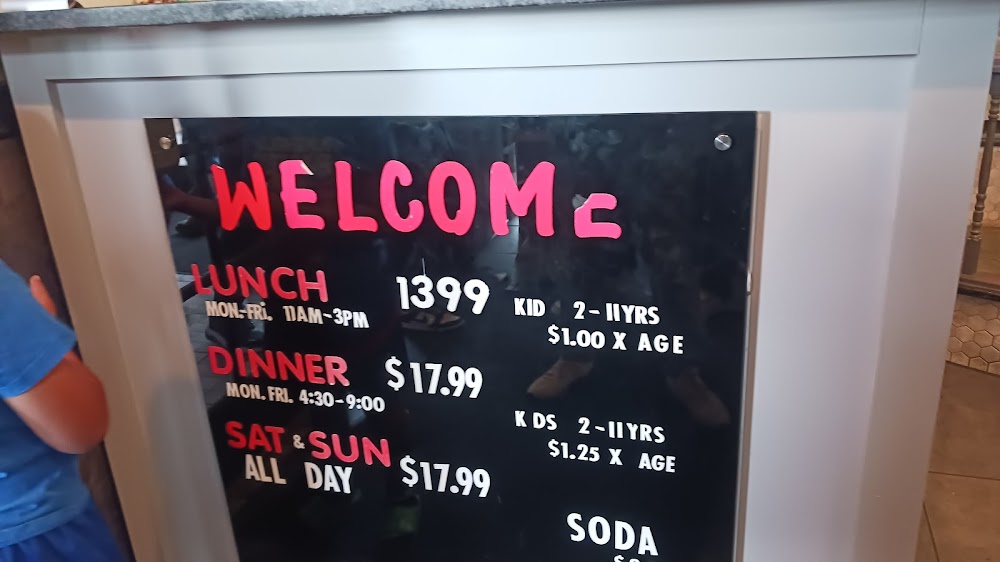 WELCOME
LUNCH 1399 KID 2-11YRS
MON.-FRi. 11AM-3PM $1.00 X AGE
DINNER $17.99
MON. FRI. 4:30-9:00 K DS 2-11YRS
SAT & SUN $17.99 $1.25 X AGE
ALL DAY
SODA